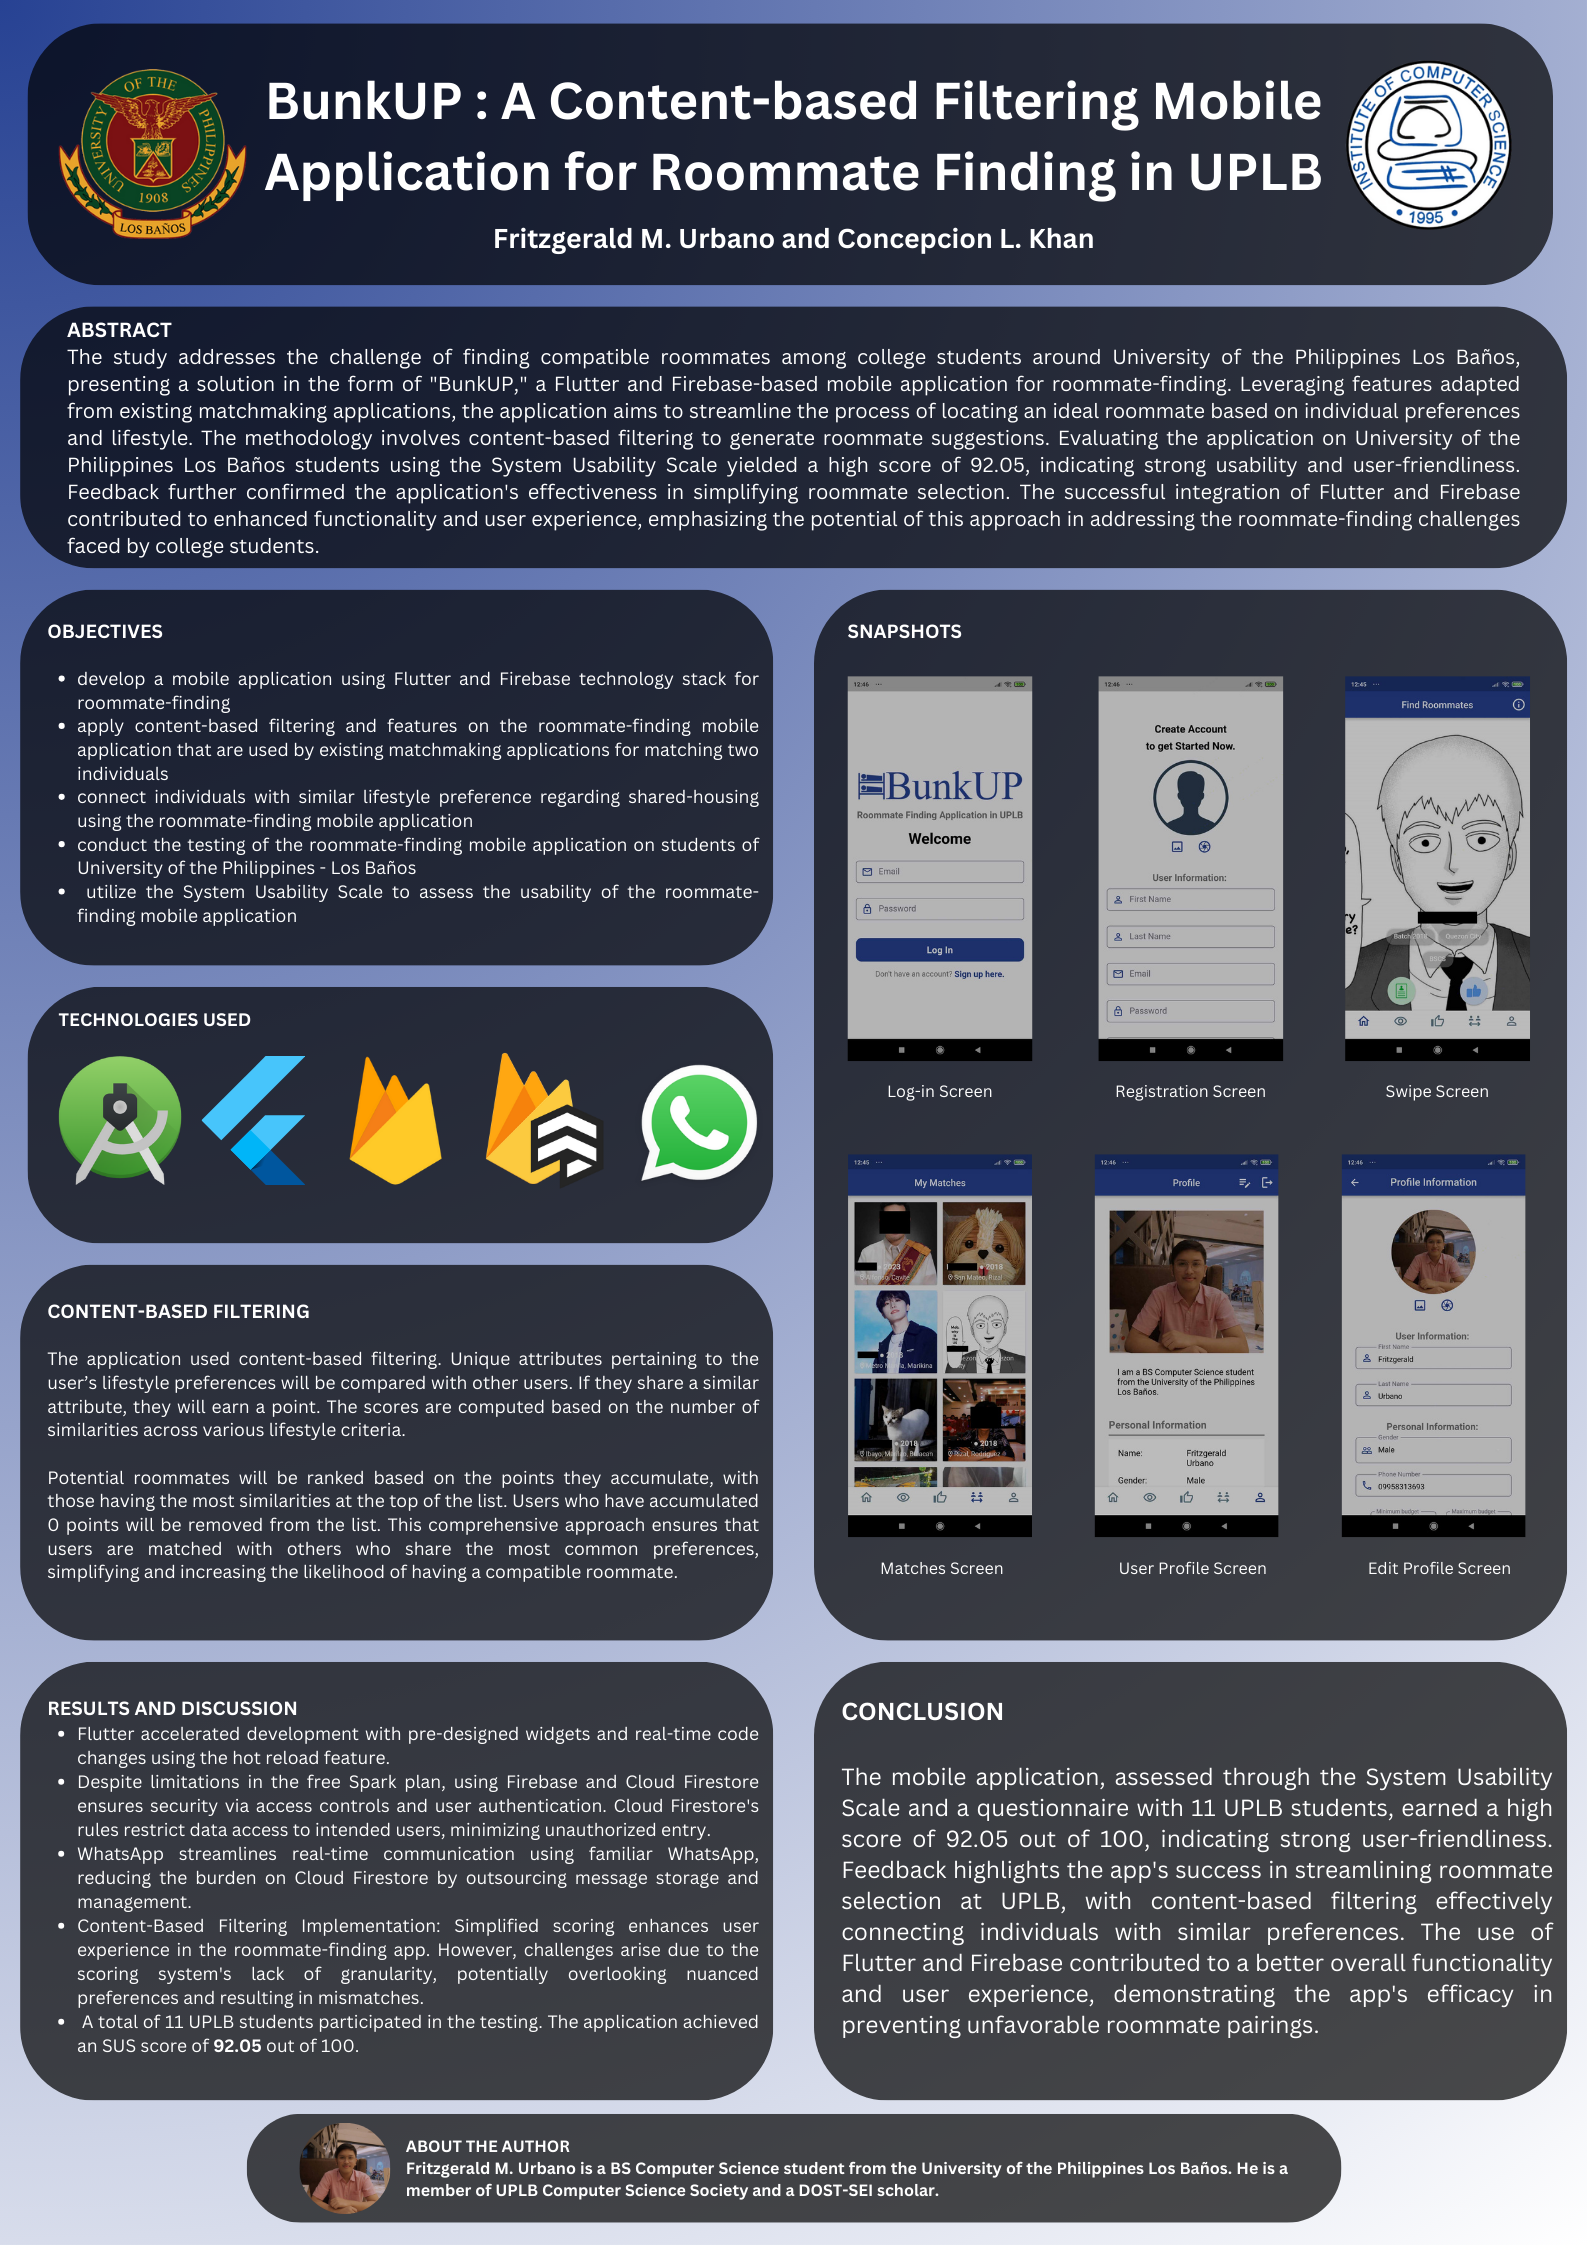 UNIVERSITY OF THE PHILIPPINES
1908
LOS BAÑOS
BunkUP : A Content-based Filtering Mobile
Application for Roommate Finding in UPLB
Fritzgerald M. Urbano and Concepcion L. Khan
INSTITUTE OF COMPUTER SCIENCE
• 1995 •
ABSTRACT
The study addresses the challenge of finding compatible roommates among college students around University of the Philippines Los Baños,
presenting a solution in the form of "BunkUP," a Flutter and Firebase-based mobile application for roommate-finding. Leveraging features adapted
from existing matchmaking applications, the application aims to streamline the process of locating an ideal roommate based on individual preferences
and lifestyle. The methodology involves content-based filtering to generate roommate suggestions. Evaluating the application on University of the
Philippines Los Baños students using the System Usability Scale yielded a high score of 92.05, indicating strong usability and user-friendliness.
Feedback further confirmed the application's effectiveness in simplifying roommate selection. The successful integration of Flutter and Firebase
contributed to enhanced functionality and user experience, emphasizing the potential of this approach in addressing the roommate-finding challenges
faced by college students.
OBJECTIVES
• develop a mobile application using Flutter and Firebase technology stack for
roommate-finding
• apply content-based filtering and features on the roommate-finding mobile
application that are used by existing matchmaking applications for matching two
individuals
• connect individuals with similar lifestyle preference regarding shared-housing
using the roommate-finding mobile application
• conduct the testing of the roommate-finding mobile application on students of
University of the Philippines - Los Baños
• utilize the System Usability Scale to assess the usability of the roommate-
finding mobile application
TECHNOLOGIES USED
CONTENT-BASED FILTERING
The application used content-based filtering. Unique attributes pertaining to the
user's lifestyle preferences will be compared with other users. If they share a similar
attribute, they will earn a point. The scores are computed based on the number of
similarities across various lifestyle criteria.
Potential roommates will be ranked based on the points they accumulate, with
those having the most similarities at the top of the list. Users who have accumulated
0 points will be removed from the list. This comprehensive approach ensures that
users are matched with others who share the most common preferences,
simplifying and increasing the likelihood of having a compatible roommate.
SNAPSHOTS
12:46
BunkUP
Roommate Finding Application in UPLB
Welcome
Email
Password
Log In
Don't have an account? Sign up here.
Log-in Screen
12:46
Create Account
to get Started Now.
User Information:
First Name
Last Name
Email
Password
Registration Screen
12:45
Find Roommates
Batch 2018
Quezon City
BSCS
Swipe Screen
12:45
My Matches
2023
Cavite
2018
San Mateo, Rizal
Marikina
2018
Bulacan
2018
Rizal, Rodriguez
Matches Screen
12:46
Profile
I am a BS Computer Science student
from the University of the Philippines
Los Baños.
Personal Information
Name: Fritzgerald
Urbano
Gender: Male
User Profile Screen
12:46
Profile Information
User Information:
First Name
Fritzgerald
Last Name
Urbano
Personal Information:
Gender
Male
Phone Number
09958313693
Minimum budget Maximum budget
Edit Profile Screen
RESULTS AND DISCUSSION
• Flutter accelerated development with pre-designed widgets and real-time code
changes using the hot reload feature.
• Despite limitations in the free Spark plan, using Firebase and Cloud Firestore
ensures security via access controls and user authentication. Cloud Firestore's
rules restrict data access to intended users, minimizing unauthorized entry.
• WhatsApp streamlines real-time communication using familiar WhatsApp,
reducing the burden on Cloud Firestore by outsourcing message storage and
management.
• Content-Based Filtering Implementation: Simplified scoring enhances user
experience in the roommate-finding app. However, challenges arise due to the
scoring system's lack of granularity, potentially overlooking nuanced
preferences and resulting in mismatches.
• A total of 11 UPLB students participated in the testing. The application achieved
an SUS score of 92.05 out of 100.
CONCLUSION
The mobile application, assessed through the System Usability
Scale and a questionnaire with 11 UPLB students, earned a high
score of 92.05 out of 100, indicating strong user-friendliness.
Feedback highlights the app's success in streamlining roommate
selection at UPLB, with content-based filtering effectively
connecting individuals with similar preferences. The use of
Flutter and Firebase contributed to a better overall functionality
and user experience, demonstrating the app's efficacy in
preventing unfavorable roommate pairings.
ABOUT THE AUTHOR
Fritzgerald M. Urbano is a BS Computer Science student from the University of the Philippines Los Baños. He is a
member of UPLB Computer Science Society and a DOST-SEI scholar.